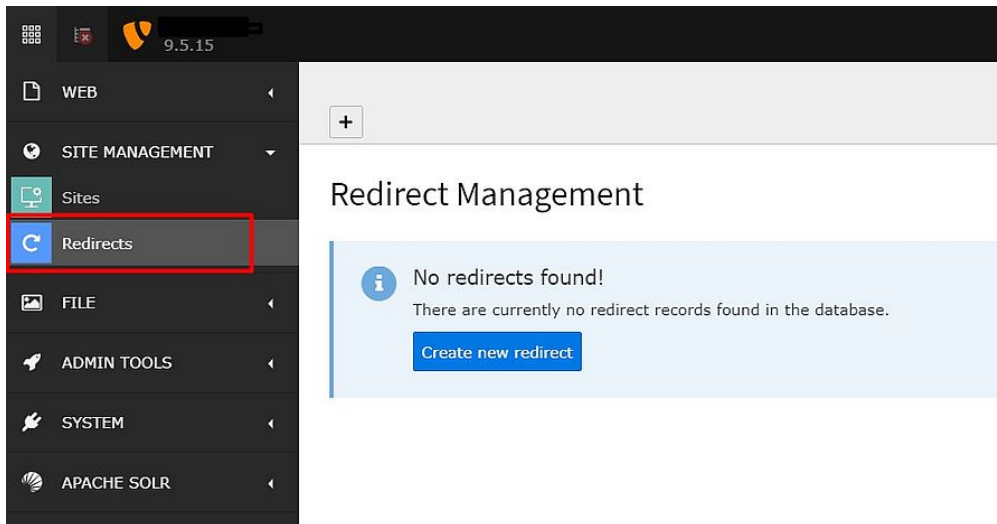 9.5.15
WEB
SITE MANAGEMENT
Sites
Redirects
FILE
ADMIN TOOLS
SYSTEM
APACHE SOLR
+
Redirect Management
No redirects found!
There are currently no redirect records found in the database.
Create new redirect